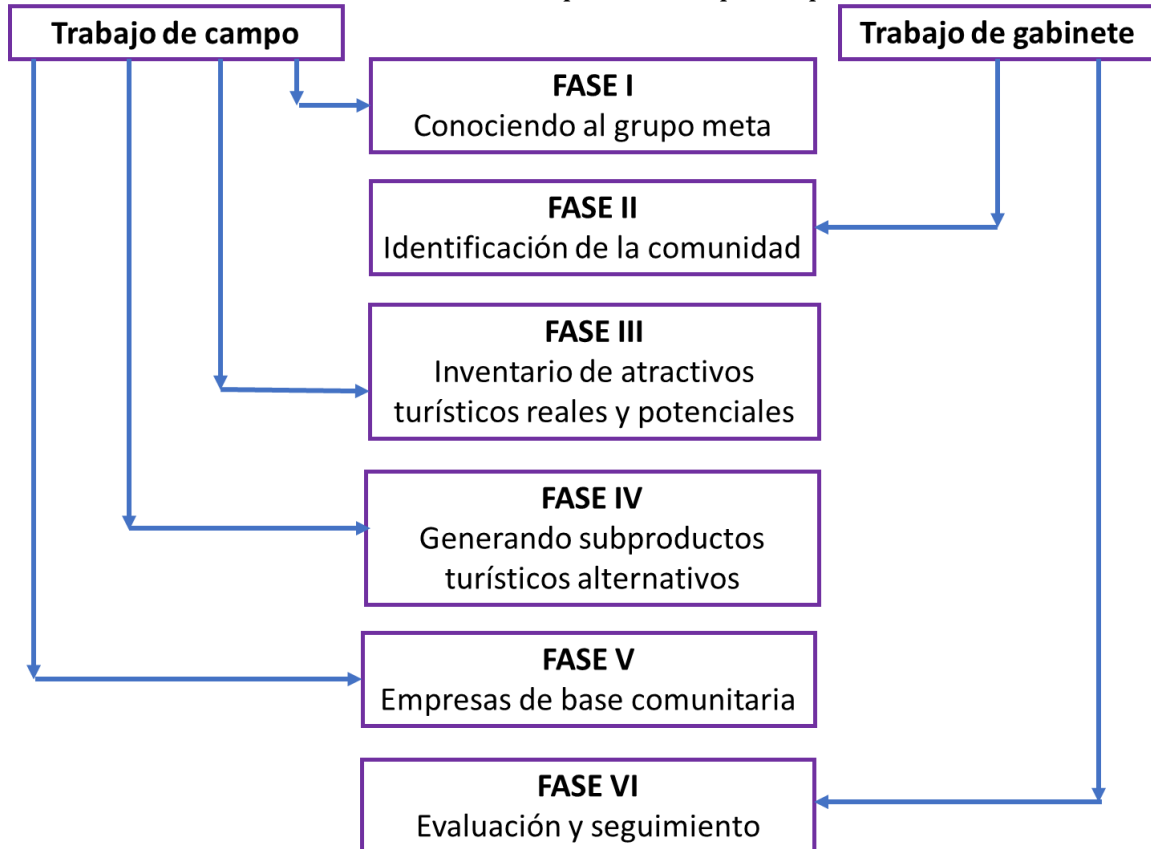 Trabajo de campo
Trabajo de gabinete
FASE I
Conociendo al grupo meta
FASE II
Identificación de la comunidad
FASE III
Inventario de atractivos
turísticos reales y potenciales
FASE IV
Generando subproductos
turísticos alternativos
FASE V
Empresas de base comunitaria
FASE VI
Evaluación y seguimiento